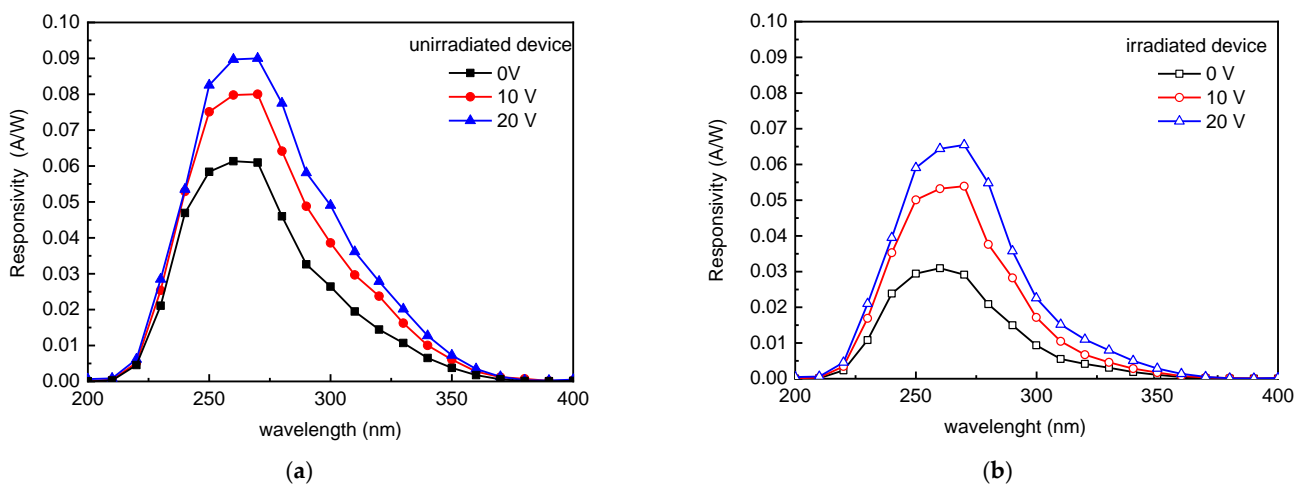 0.10
0.09
0.08
0.07
0.06
0.05
0.04
0.03
0.02
0.01
0.00
Responsivity (A/W)
unirradiated device
0V
10 V
20 V
200 250 300 350 400
wavelength (nm)
(a)
0.10
0.09
0.08
0.07
0.06
0.05
0.04
0.03
0.02
0.01
0.00
Responsivity (A/W)
irradiated device
0 V
10 V
20 V
200 250 300 350 400
wavelenght (nm)
(b)